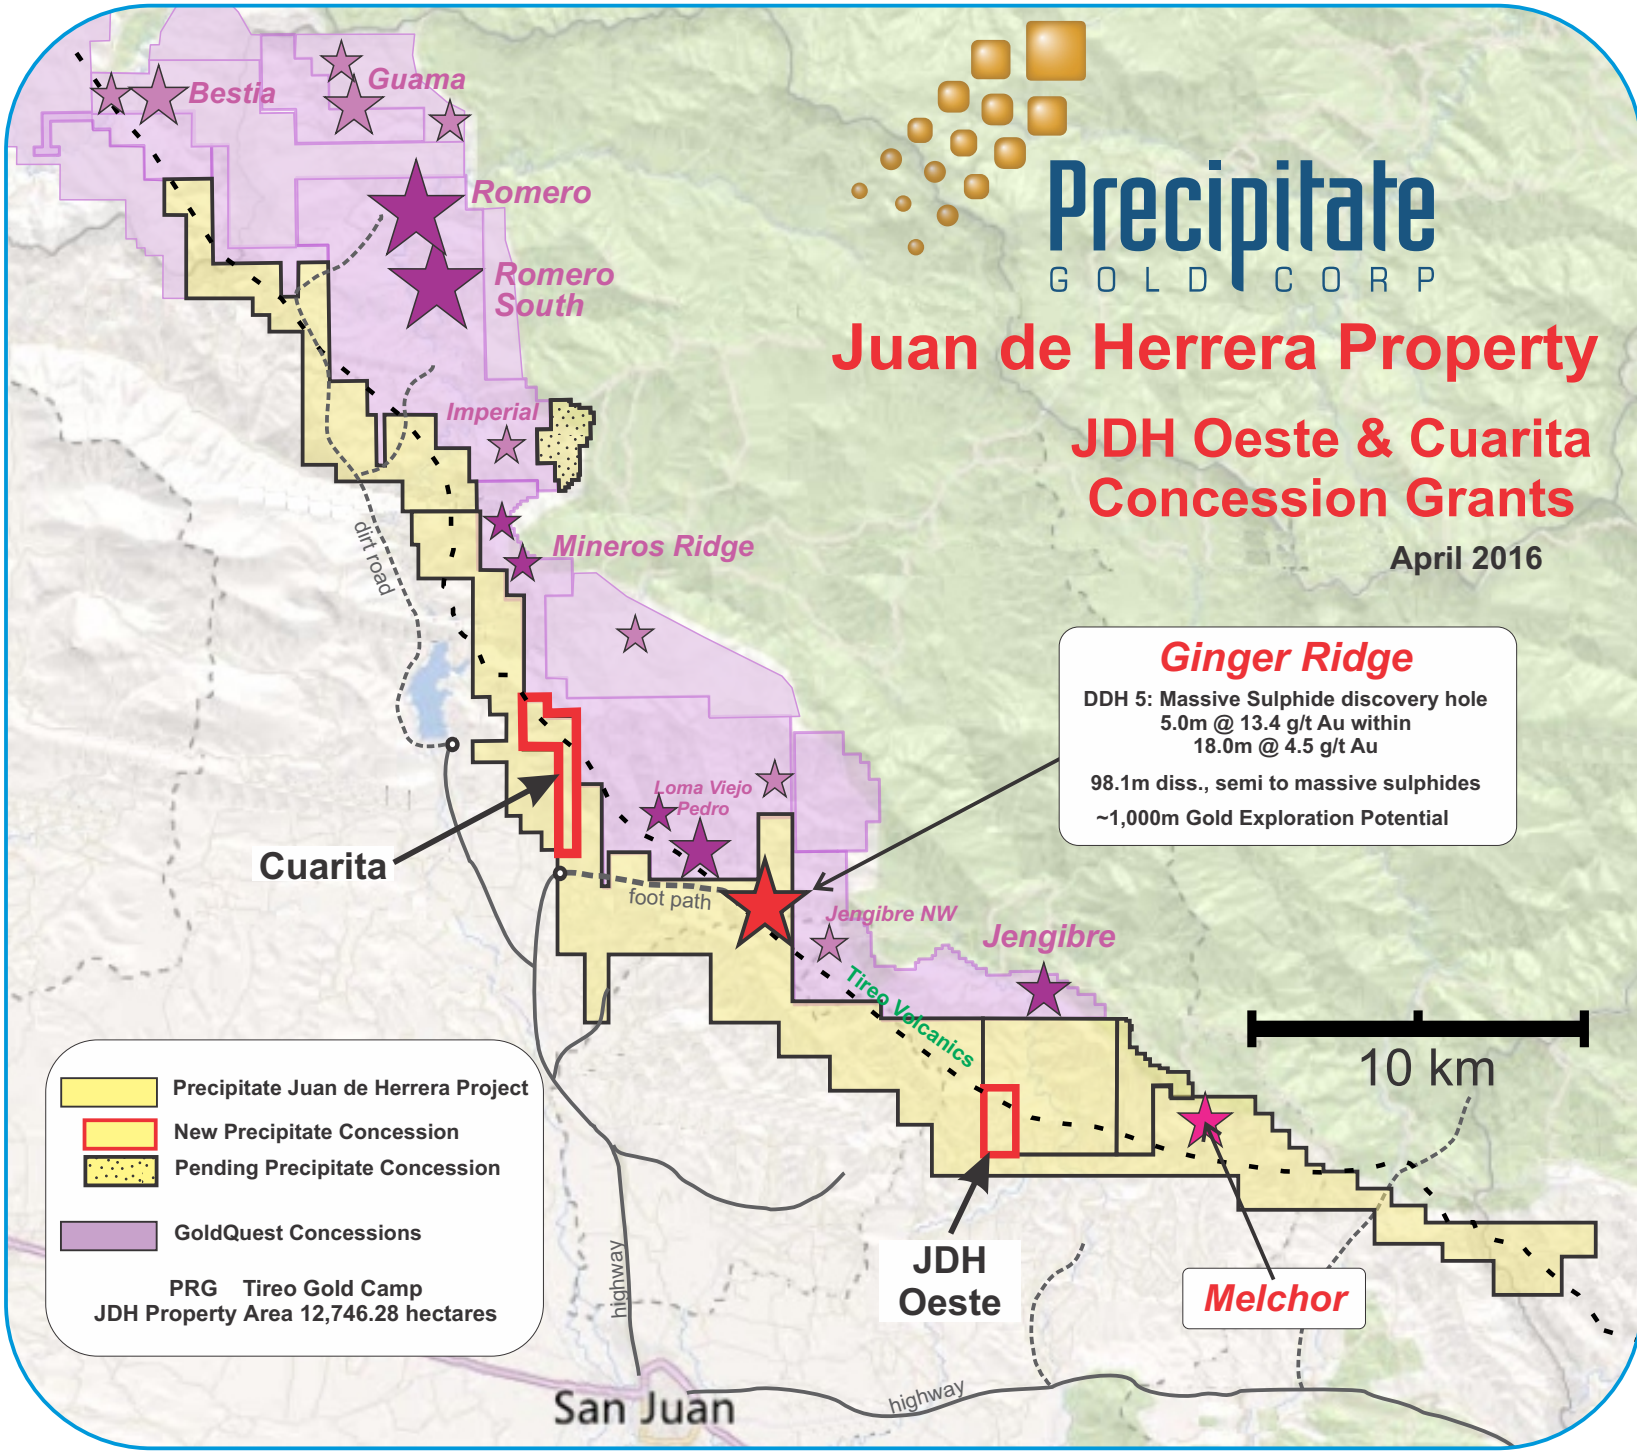 Bestia
Guama
Precipitate
GOLD CORP
Romero
Romero
South
Juan de Herrera Property
JDH Oeste & Cuarita
Concession Grants
April 2016
Imperial
dirt road
Mineros Ridge
Ginger Ridge
DDH 5: Massive Sulphide discovery hole
5.0m @ 13.4 g/t Au within
18.0m @ 4.5 g/t Au
98.1m diss., semi to massive sulphides
~1,000m Gold Exploration Potential
Loma Viejo
Pedro
Cuarita
foot path
Jengibre NW
Jengibre
Tireo Volcanics
10 km
Precipitate Juan de Herrera Project
New Precipitate Concession
Pending Precipitate Concession
GoldQuest Concessions
PRG Tireo Gold Camp
JDH Property Area 12,746.28 hectares
highway
JDH
Oeste
Melchor
San Juan
highway